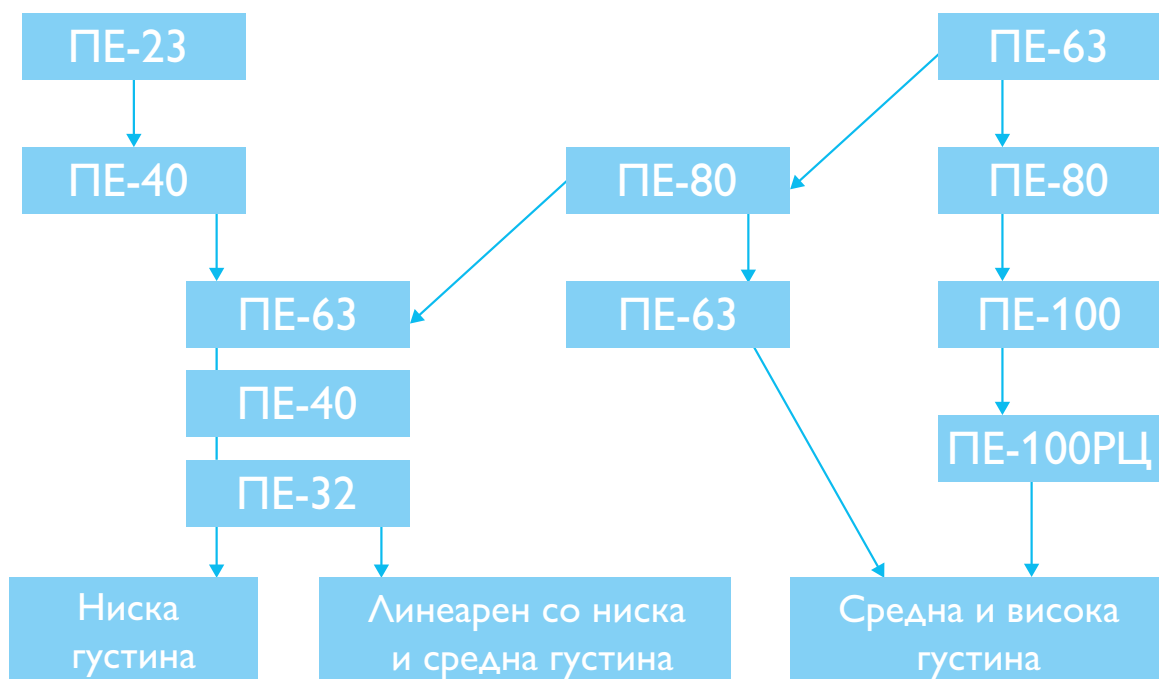 ПЕ-23
ПЕ-63
ПЕ-40
ПЕ-80
ПЕ-80
ПЕ-63
ПЕ-63
ПЕ-100
ПЕ-40
ПЕ-100РЦ
ПЕ-32
Ниска
густина
Линеарен со ниска
и средна густина
Средна и висока
густина